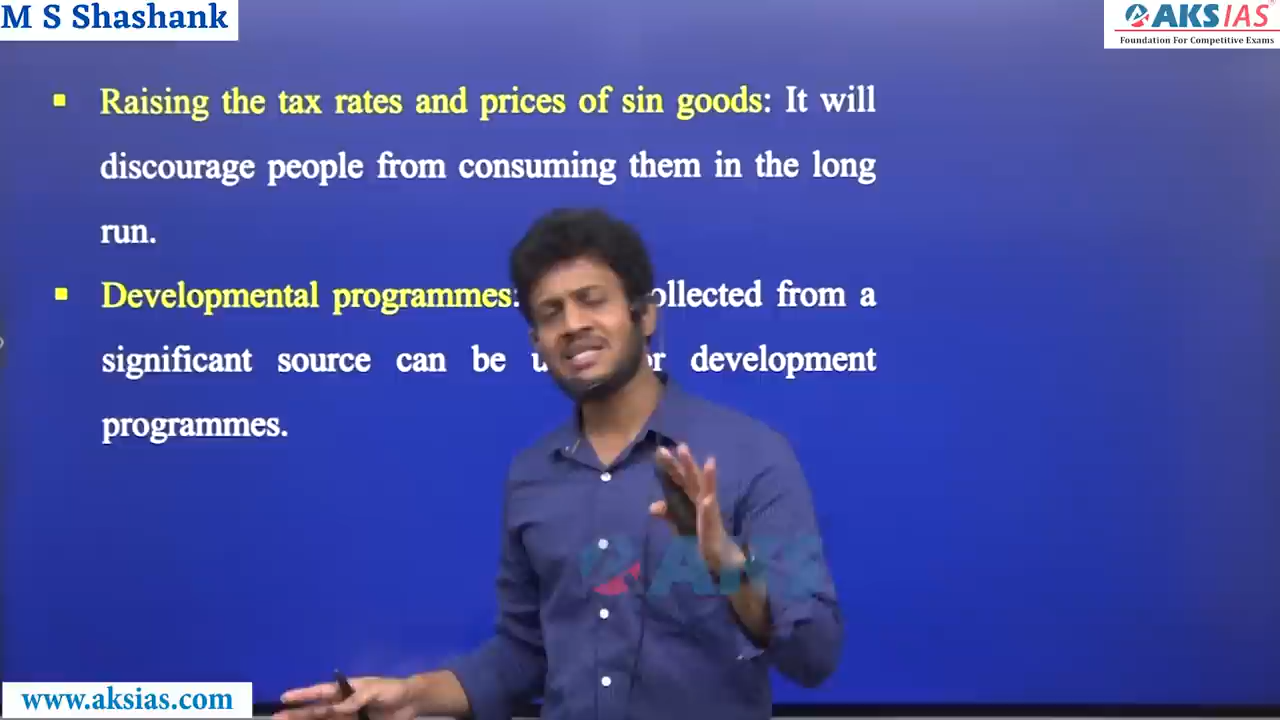 M S Shashank
AKS IAS
Foundation For Competitive Exams
Raising the tax rates and prices of sin goods: It will
discourage people from consuming them in the long
run.
Developmental programmes: collected from a
significant source can be development
programmes.
AKS
www.aksias.com